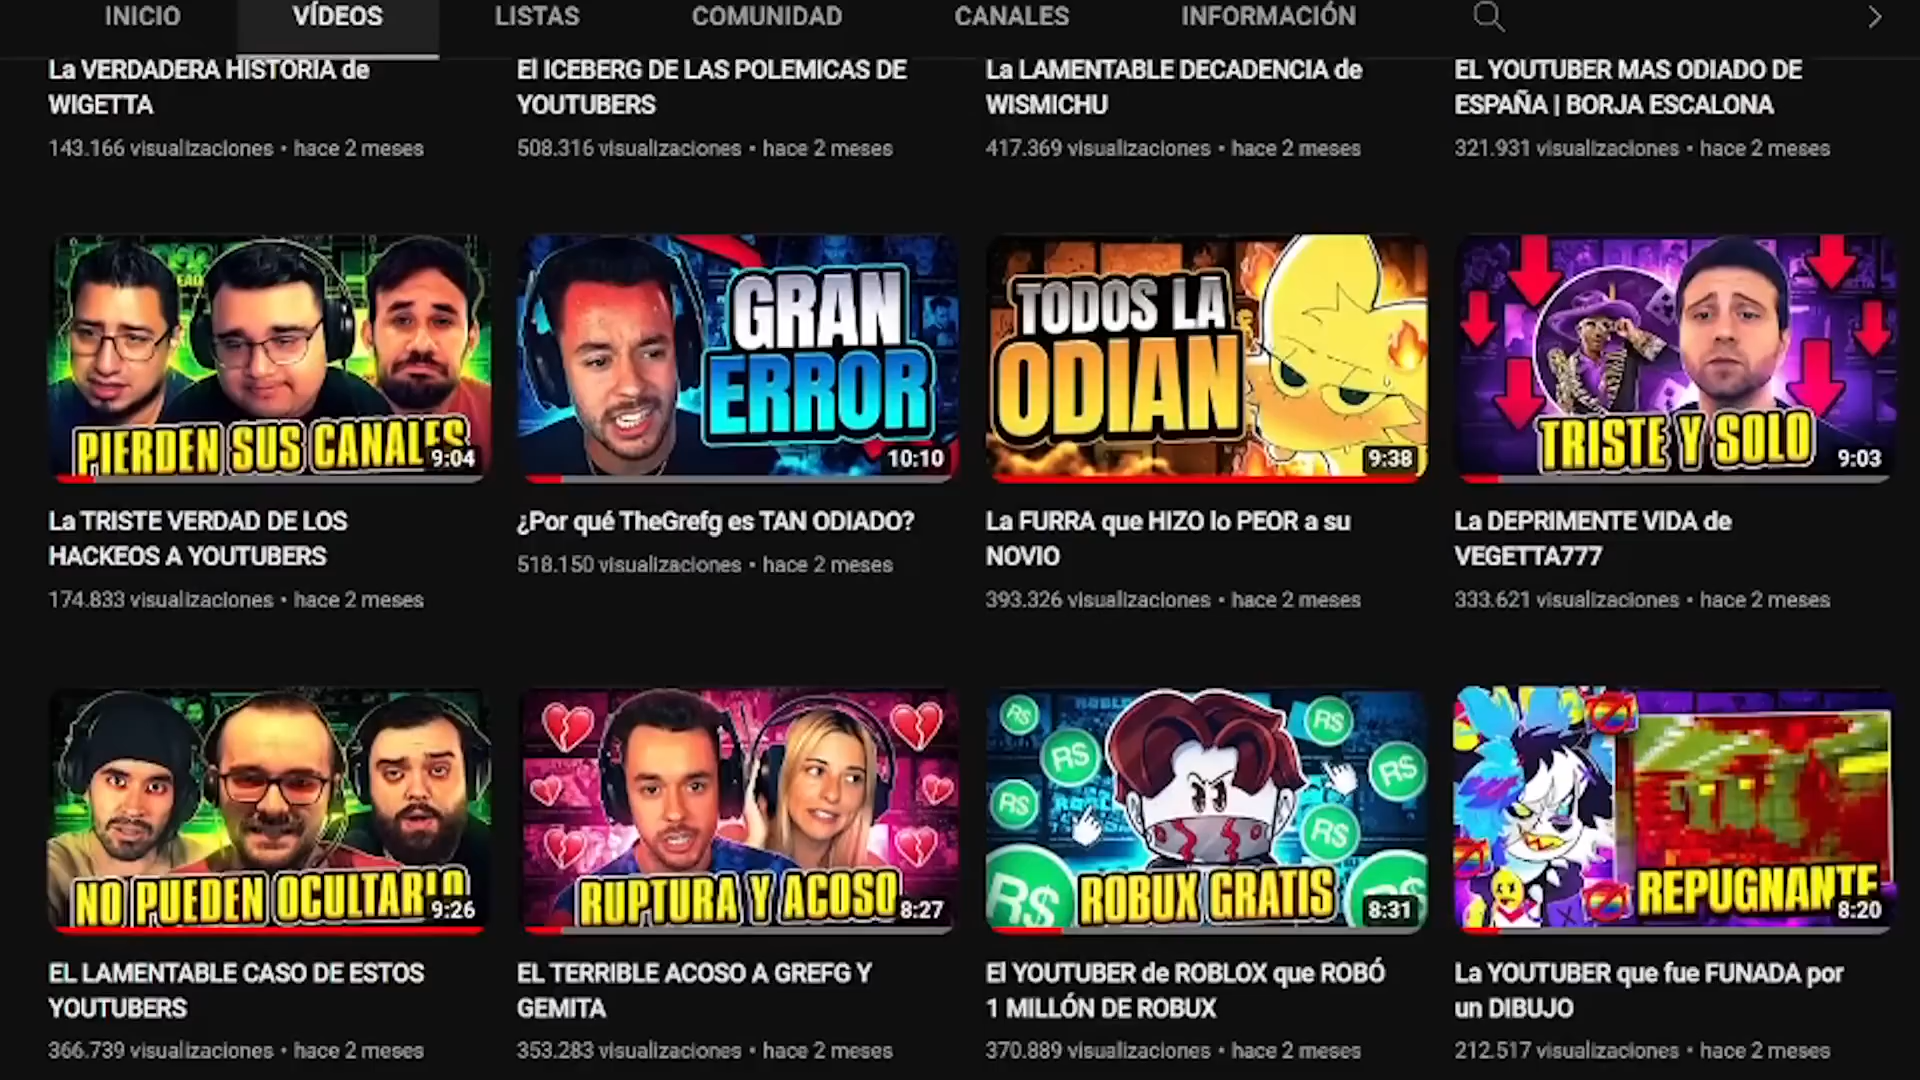 INICIO VÍDEOS LISTAS COMUNIDAD CANALES INFORMACIÓN
La VERDADERA HISTORIA de
WIGETTA
143.166 visualizaciones • hace 2 meses
El ICEBERG DE LAS POLEMICAS DE
YOUTUBERS
508.316 visualizaciones • hace 2 meses
La LAMENTABLE DECADENCIA de
WISMICHU
417.369 visualizaciones • hace 2 meses
EL YOUTUBER MAS ODIADO DE
ESPAÑA | BORJA ESCALONA
321.931 visualizaciones • hace 2 meses
PIERDEN SUS CANALES
9:04
La TRISTE VERDAD DE LOS
HACKEOS A YOUTUBERS
174.833 visualizaciones • hace 2 meses
GRAN
ERROR
10:10
¿Por qué TheGrefg es TAN ODIADO?
518.150 visualizaciones • hace 2 meses
TODOS LA
ODIAN
9:38
La FURRA que HIZO lo PEOR a su
NOVIO
393.326 visualizaciones • hace 2 meses
TRISTE Y SOLO
9:03
La DEPRIMENTE VIDA de
VEGETTA777
333.621 visualizaciones • hace 2 meses
NO PUEDEN OCULTARLO
9:26
EL LAMENTABLE CASO DE ESTOS
YOUTUBERS
366.739 visualizaciones • hace 2 meses
RUPTURA Y ACOSO
8:27
EL TERRIBLE ACOSO A GREFG Y
GEMITA
353.283 visualizaciones • hace 2 meses
R$
R$
R$
R$
R$
R$
R$
R$
ROBUX GRATIS
8:31
El YOUTUBER de ROBLOX que ROBÓ
1 MILLÓN DE ROBUX
370.889 visualizaciones • hace 2 meses
REPUGNANTE
8:20
La YOUTUBER que fue FUNADA por
un DIBUJO
212.517 visualizaciones • hace 2 meses